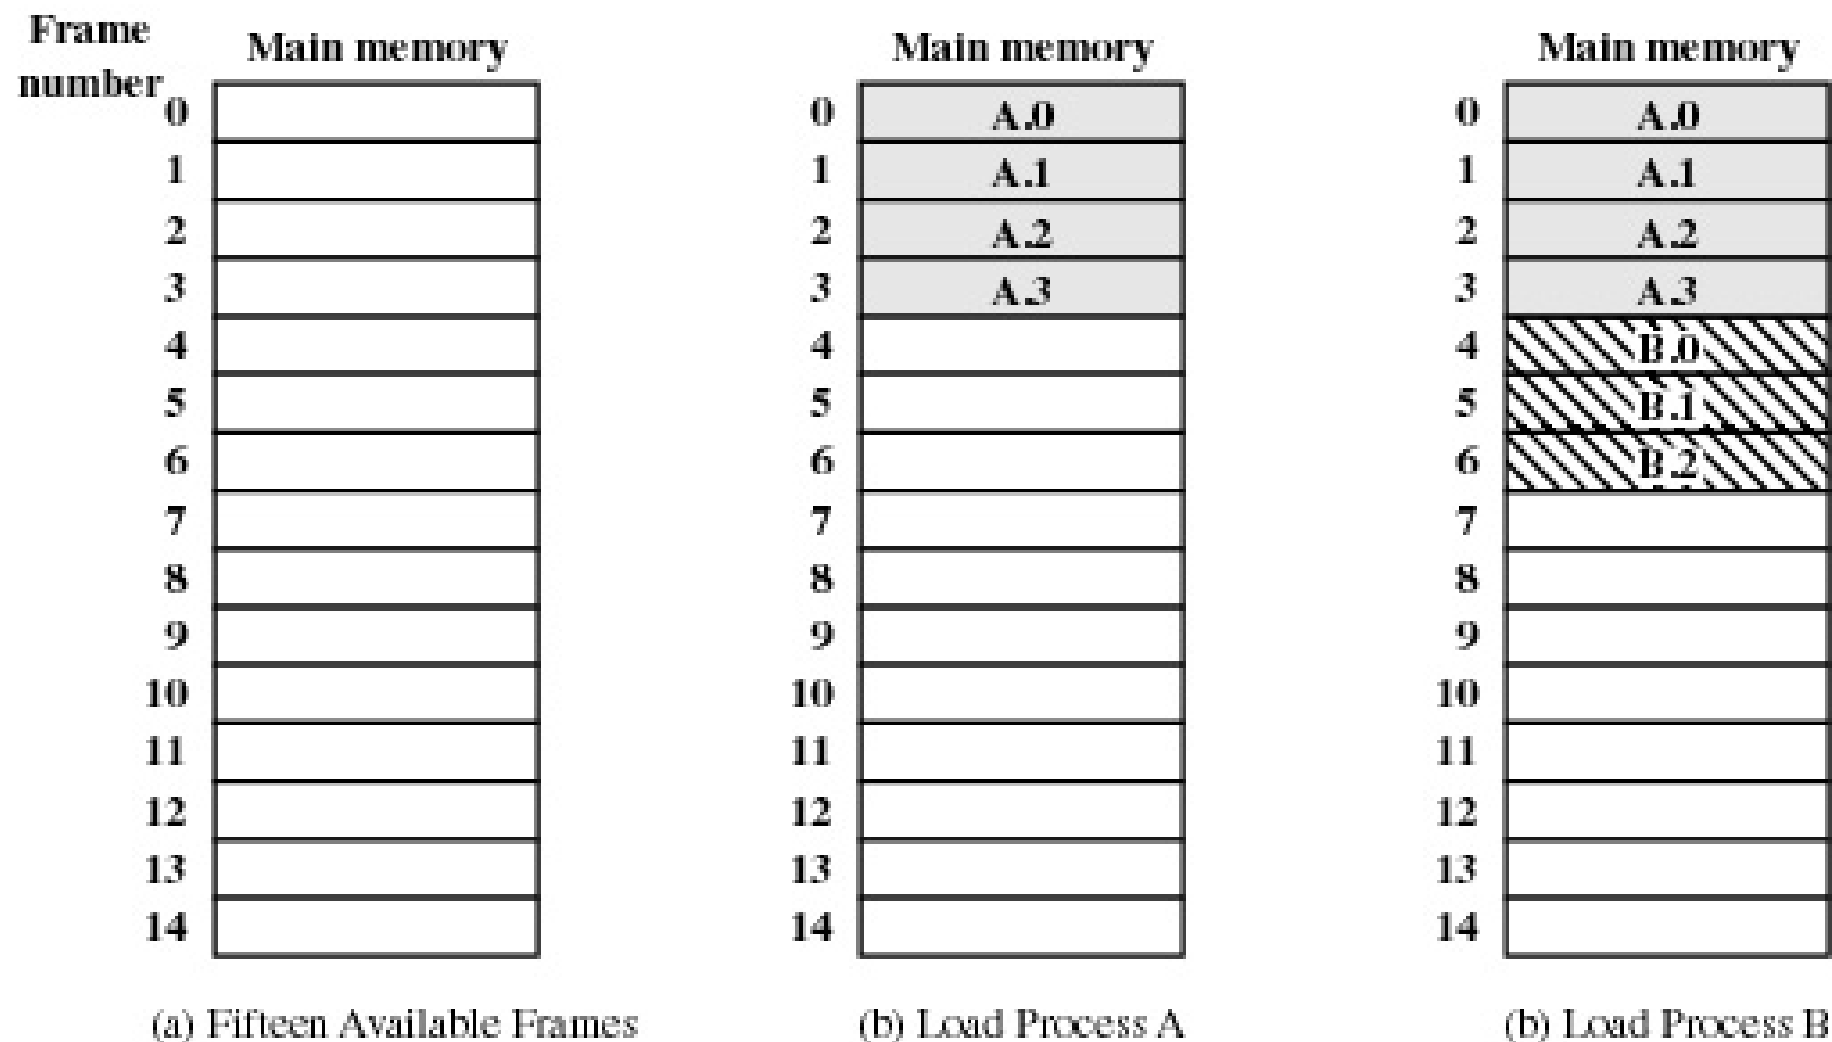 Frame
number
Main memory
0
1
2
3
4
5
6
7
8
9
10
11
12
13
14
(a) Fifteen Available Frames
Main memory
0 A.0
1 A.1
2 A.2
3 A.3
4
5
6
7
8
9
10
11
12
13
14
(b) Load Process A
Main memory
0 A.0
1 A.1
2 A.2
3 A.3
4 B.0
5 B.1
6 B.2
7
8
9
10
11
12
13
14
(b) Load Process B